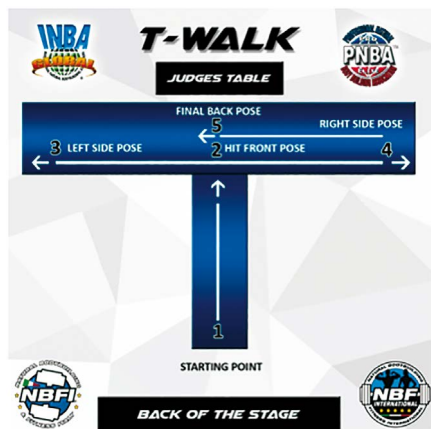 INBA
GLOBAL
T-WALK
PNBA
JUDGES TABLE
FINAL BACK POSE
5
RIGHT SIDE POSE
3 LEFT SIDE POSE
2 HIT FRONT POSE
4
1
STARTING POINT
NBFI
BACK OF THE STAGE
NBF
INTERNATIONAL